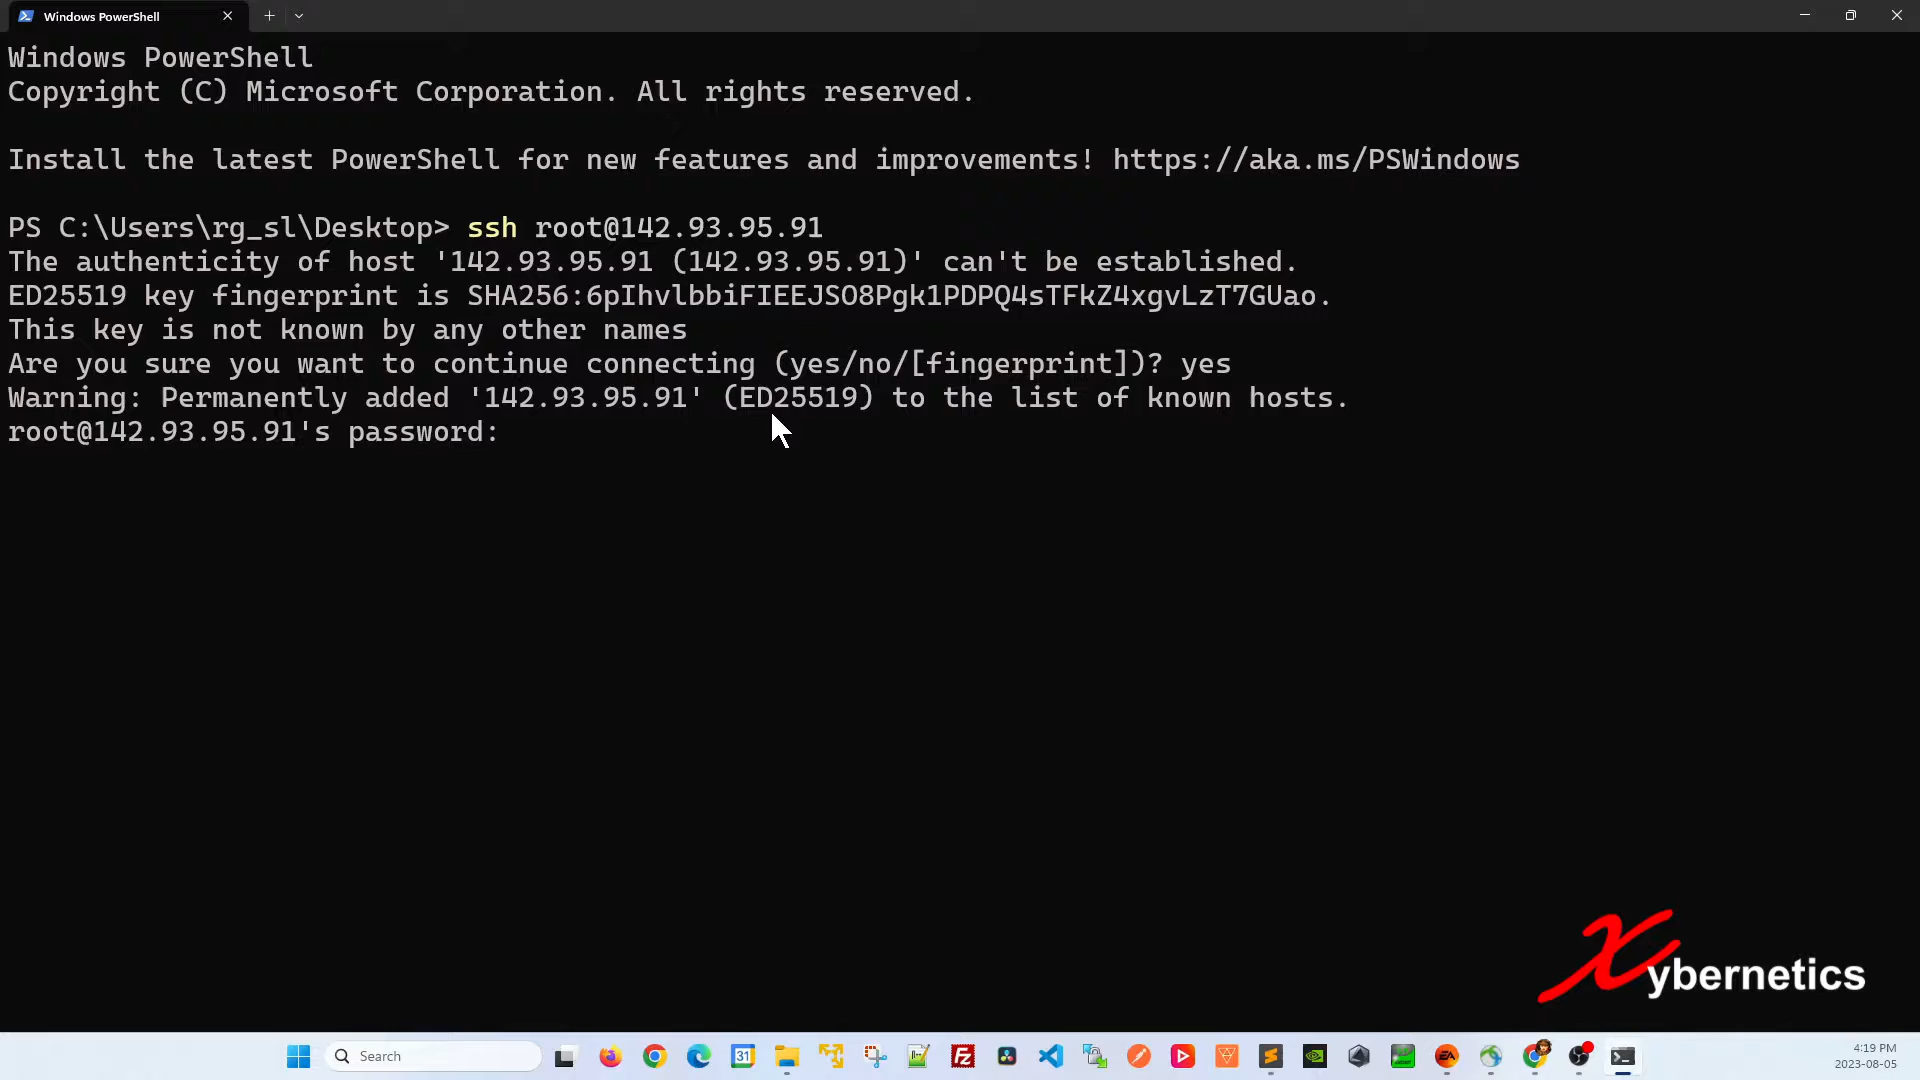 Windows PowerShell
Windows PowerShell
Copyright (C) Microsoft Corporation. All rights reserved.
Install the latest PowerShell for new features and improvements! https://aka.ms/PSWindows
PS C:\Users\rg_sl\Desktop> ssh root@142.93.95.91
The authenticity of host '142.93.95.91 (142.93.95.91)' can't be established.
ED25519 key fingerprint is SHA256:6pIhvlbbiFIEEJSO8Pgk1PDPQ4sTFkZ4xgvLzT7GUao.
This key is not known by any other names
Are you sure you want to continue connecting (yes/no/[fingerprint])? yes
Warning: Permanently added '142.93.95.91' (ED25519) to the list of known hosts.
root@142.93.95.91's password:
Xybernetics
Search
31
FZ
EA
4:19 PM
2023-08-05